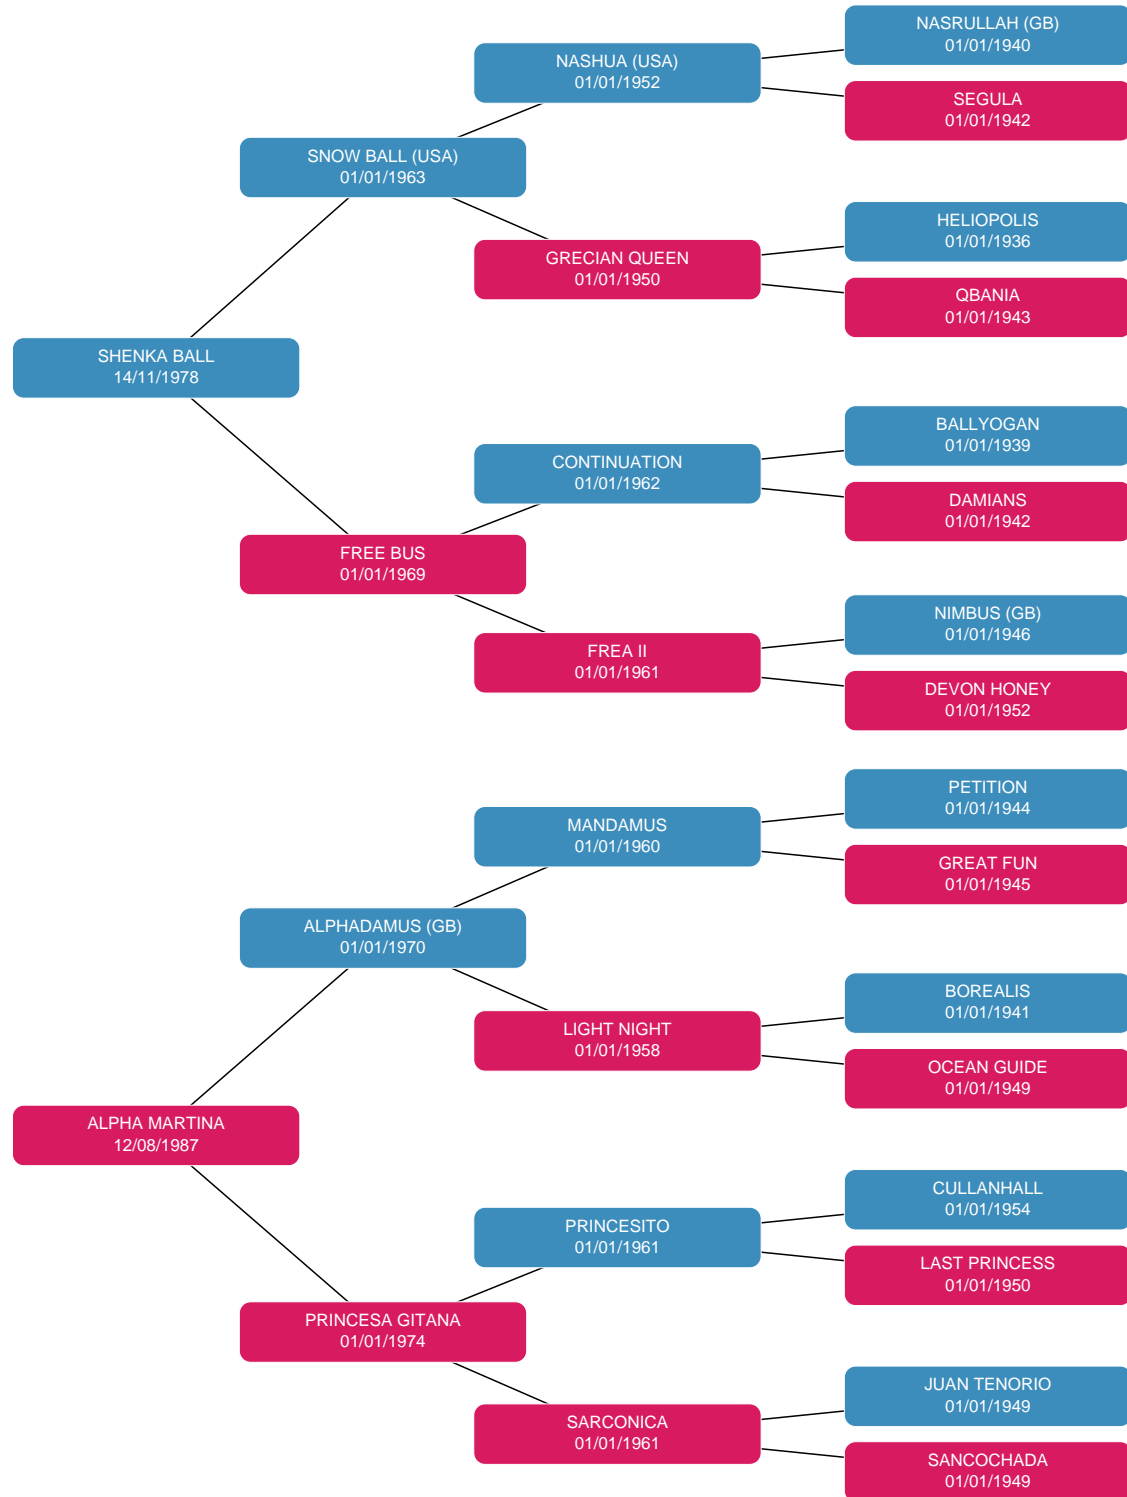 NASRULLAH (GB)
01/01/1940
NASHUA (USA)
01/01/1952
SEGULA
01/01/1942
SNOW BALL (USA)
01/01/1963
HELIOPOLIS
01/01/1936
GRECIAN QUEEN
01/01/1950
QBANIA
01/01/1943
SHENKA BALL
14/11/1978
BALLYOGAN
01/01/1939
CONTINUATION
01/01/1962
DAMIANS
01/01/1942
FREE BUS
01/01/1969
NIMBUS (GB)
01/01/1946
FREA II
01/01/1961
DEVON HONEY
01/01/1952
PETITION
01/01/1944
MANDAMUS
01/01/1960
GREAT FUN
01/01/1945
ALPHADAMUS (GB)
01/01/1970
BOREALIS
01/01/1941
LIGHT NIGHT
01/01/1958
OCEAN GUIDE
01/01/1949
ALPHA MARTINA
12/08/1987
CULLANHALL
01/01/1954
PRINCESITO
01/01/1961
LAST PRINCESS
01/01/1950
PRINCESA GITANA
01/01/1974
JUAN TENORIO
01/01/1949
SARCONICA
01/01/1961
SANCOCHADA
01/01/1949